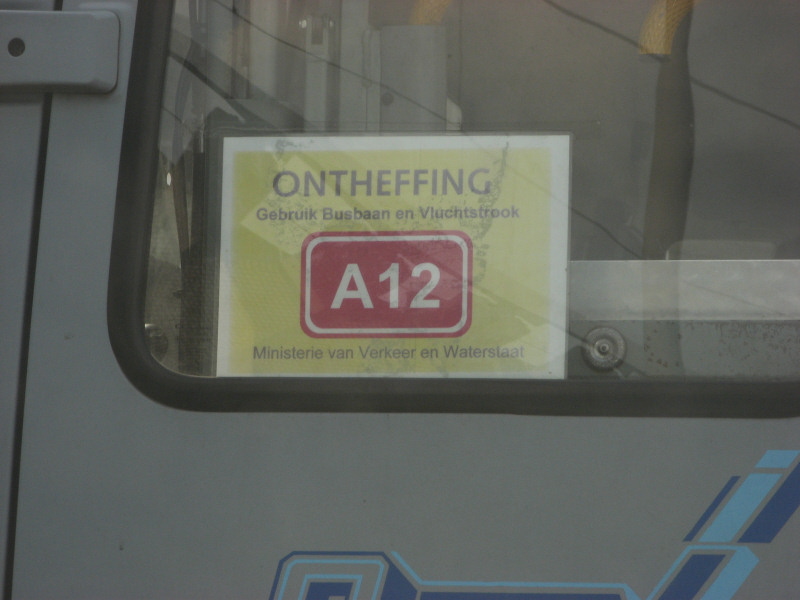 ONTHEFFING
Gebruik Busbaan en Vluchtstrook
A12
Ministerie van Verkeer en Waterstaat